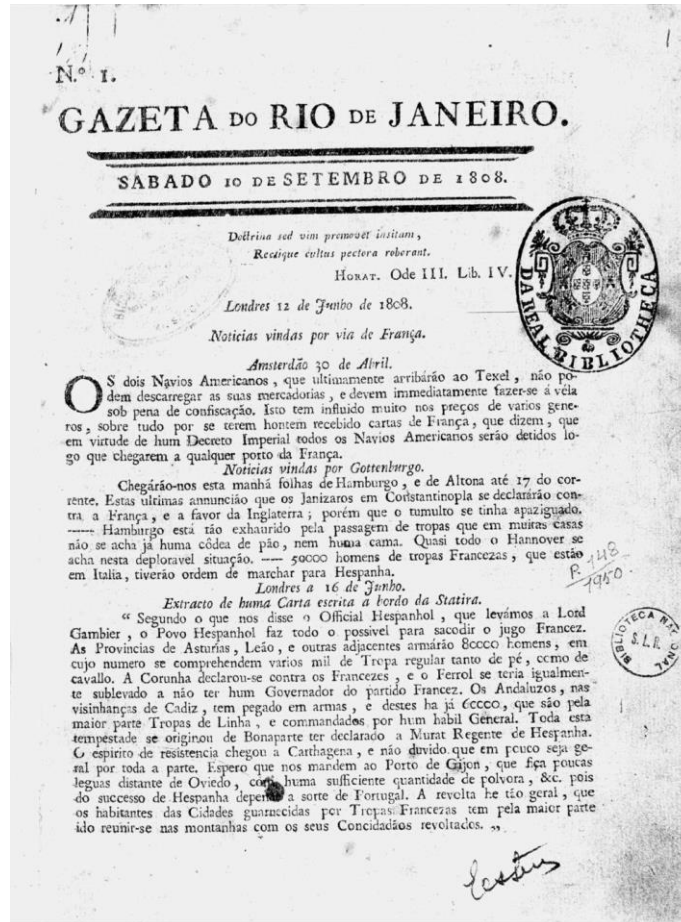 N.º 1.
GAZETA DO RIO DE JANEIRO.
SABADO 10 DE SETEMBRO DE 1808.
Doctrina sed vim promovet insitam,
Rectique cultus pectora roborant.
HORAT. Ode III. Lib. IV.
DA REAL BIBLIOTHECA
Londres 12 de Junho de 1808.
Noticias vindas por via de França.
Amsterdão 30 de Abril.
OS dois Navios Americanos, que ultimamente arribárão ao Texel, não po-
dem descarregar as suas mercadorias, e devem immediatamente fazer-se á véla
sob pena de confiscação. Isto tem influido muito nos preços de varios gene-
ros, sobre tudo por se terem hontem recebido cartas de França, que dizem, que
em virtude de hum Decreto Imperial todos os Navios Americanos serão detidos lo-
go que chegarem a qualquer porto da França.
Noticias vindas por Gottenburgo.
Chegárão-nos esta manhã folhas de Hamburgo, e de Altona até 17 do cor-
rente. Estas ultimas annuncião que os Janizaros em Constantinopla se declarárão con-
tra a França, e a favor da Inglaterra; porém que o tumulto se tinha apaziguado.
----- Hamburgo está tão exhaurido pela passagem de tropas que em muitas casas
não se acha já huma côdea de pão, nem huma cama. Quasi todo o Hannover se
acha nesta deploravel situação. ---- 50000 homens de tropas Francezas, que estão
em Italia, tiverão ordem de marchar para Hespanha.
P. 148
1950.
Londres a 16 de Junho.
Extracto de huma Carta escrita a bordo da Statira.
“ Segundo o que nos disse o Official Hespanhol, que levámos a Lord
Gambier, o Povo Hespanhol faz todo o possivel para sacodir o jugo Francez.
As Provincias de Asturias, Leão, e outras adjacentes armárão 80000 homens, em
cujo numero se comprehendem varios mil de Tropa regular tanto de pé, como de
cavallo. A Corunha declarou-se contra os Francezes, e o Ferrol se teria igualmen-
te sublevado a não ter hum Governador do partido Francez. Os Andaluzos, nas
visinhanças de Cadiz, tem pegado em armas, e destes ha já 60000, que são pela
maior parte Tropas de Linha, e commandados por hum habil General. Toda esta
tempestade se originou de Bonaparte ter declarado a Murat Regente de Hespanha.
O espirito de resistencia chegou a Carthagena, e não duvido que em pouco seja ge-
ral por toda a parte. Espero que nos mandem ao Porto de Gijon, que fica poucas
leguas distante de Oviedo, com huma sufficiente quantidade de polvora, &c. pois
do successo de Hespanha depende a sorte de Portugal. A revolta he tão geral, que
os habitantes das Cidades guarnecidas por Tropas Francezas tem pela maior parte
ido reunir-se nas montanhas com os seus Concidadãos revoltados. „
BIBLIOTECA NACIONAL
S. L. R.